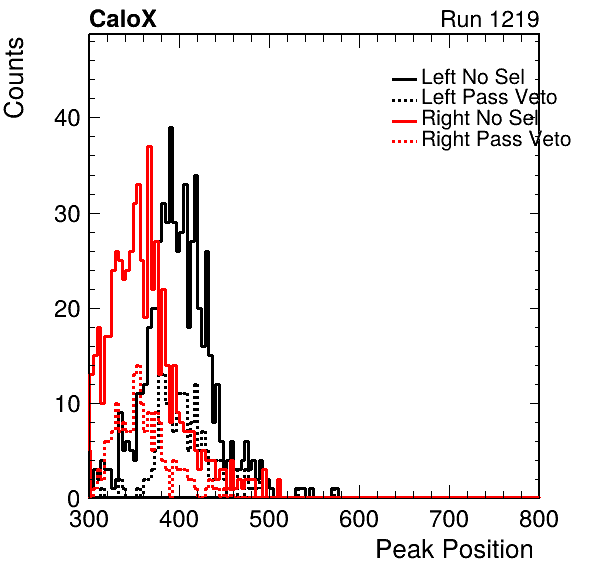 CaloX Run 1219
Counts
Left No Sel
Left Pass Veto
Right No Sel
Right Pass Veto
40
30
20
10
0
300 400 500 600 700 800
Peak Position